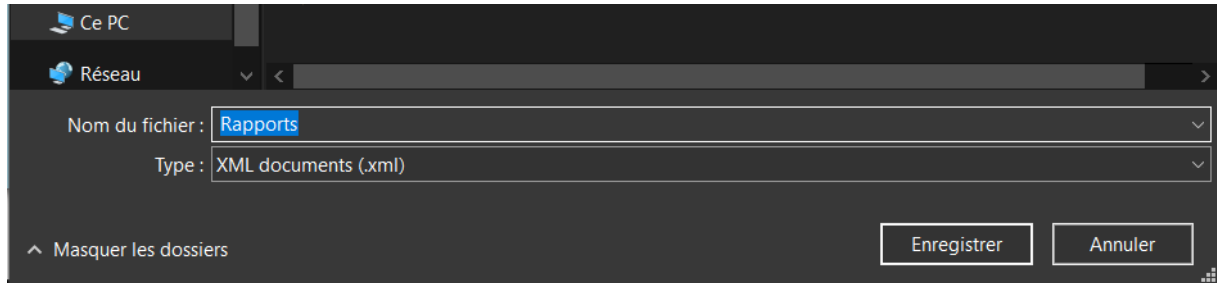 Ce PC
Réseau
Nom du fichier : Rapports
Type : XML documents (.xml)
Masquer les dossiers
Enregistrer
Annuler